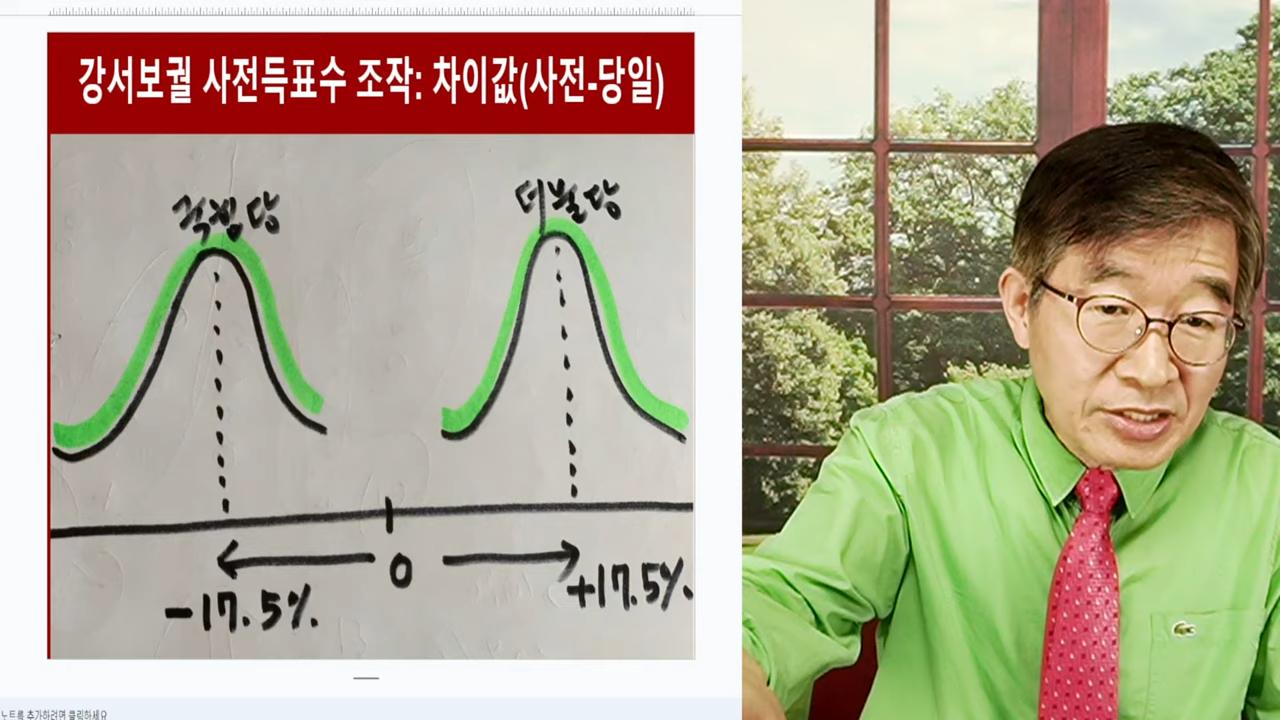 강서보궐 사전득표수 조작: 차이값(사전-당일)
국힘당
더불당
0
-17.5%
+17.5%.
노트를 추가하려면 클릭하세요